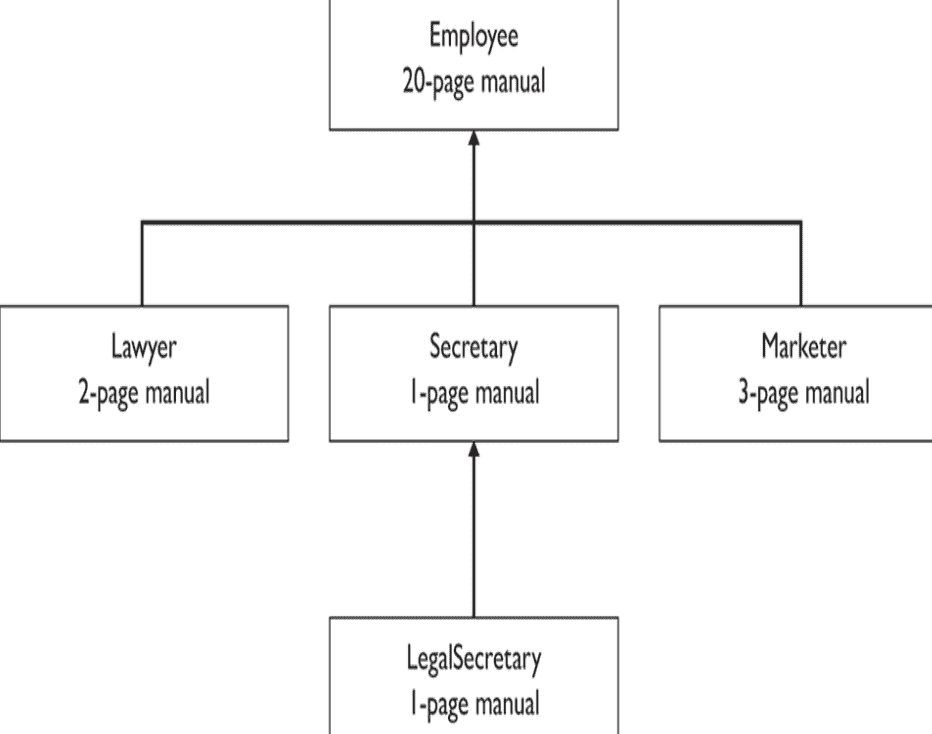 Employee
20-page manual
Lawyer
2-page manual
Secretary
1-page manual
Marketer
3-page manual
LegalSecretary
1-page manual